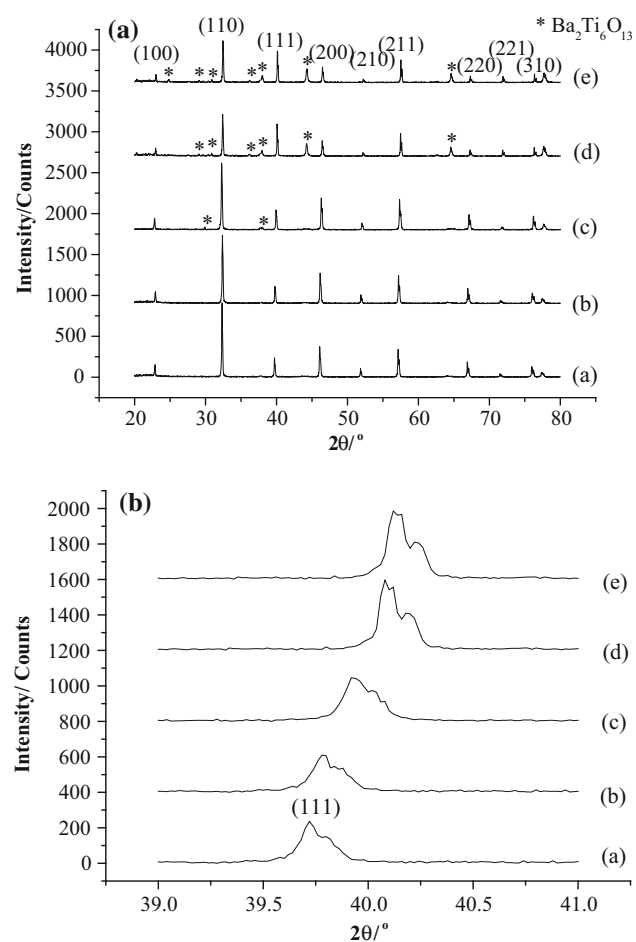 (a)
* Ba₂Ti₆O₁₃
(100) (110) (111) (200) (210) (211) (220) (221) (310)
* * * * * * * (e)
* * * * * * * (d)
* * (c)
(b)
(a)
4000
3500
3000
2500
2000
1500
1000
500
0
Intensity/Counts
20 30 40 50 60 70 80
2θ/°
(b)
2000
1800
1600
1400
1200
1000
800
600
400
200
0
Intensity/ Counts
(e)
(d)
(c)
(b)
(111)
(a)
39.0 39.5 40.0 40.5 41.0
2θ/°